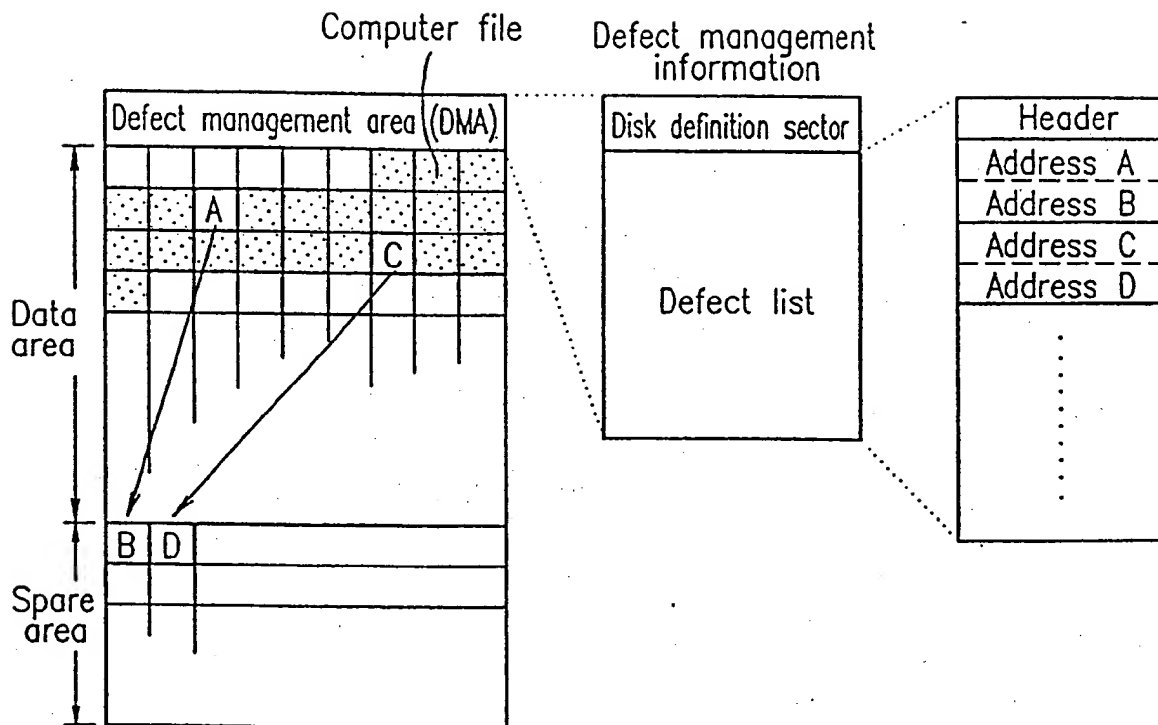 Computer file
Defect management
information
Defect management area (DMA)
Disk definition sector
Header
Address A
Address B
Address C
Address D
A
C
Data
area
Defect list
B D
Spare
area